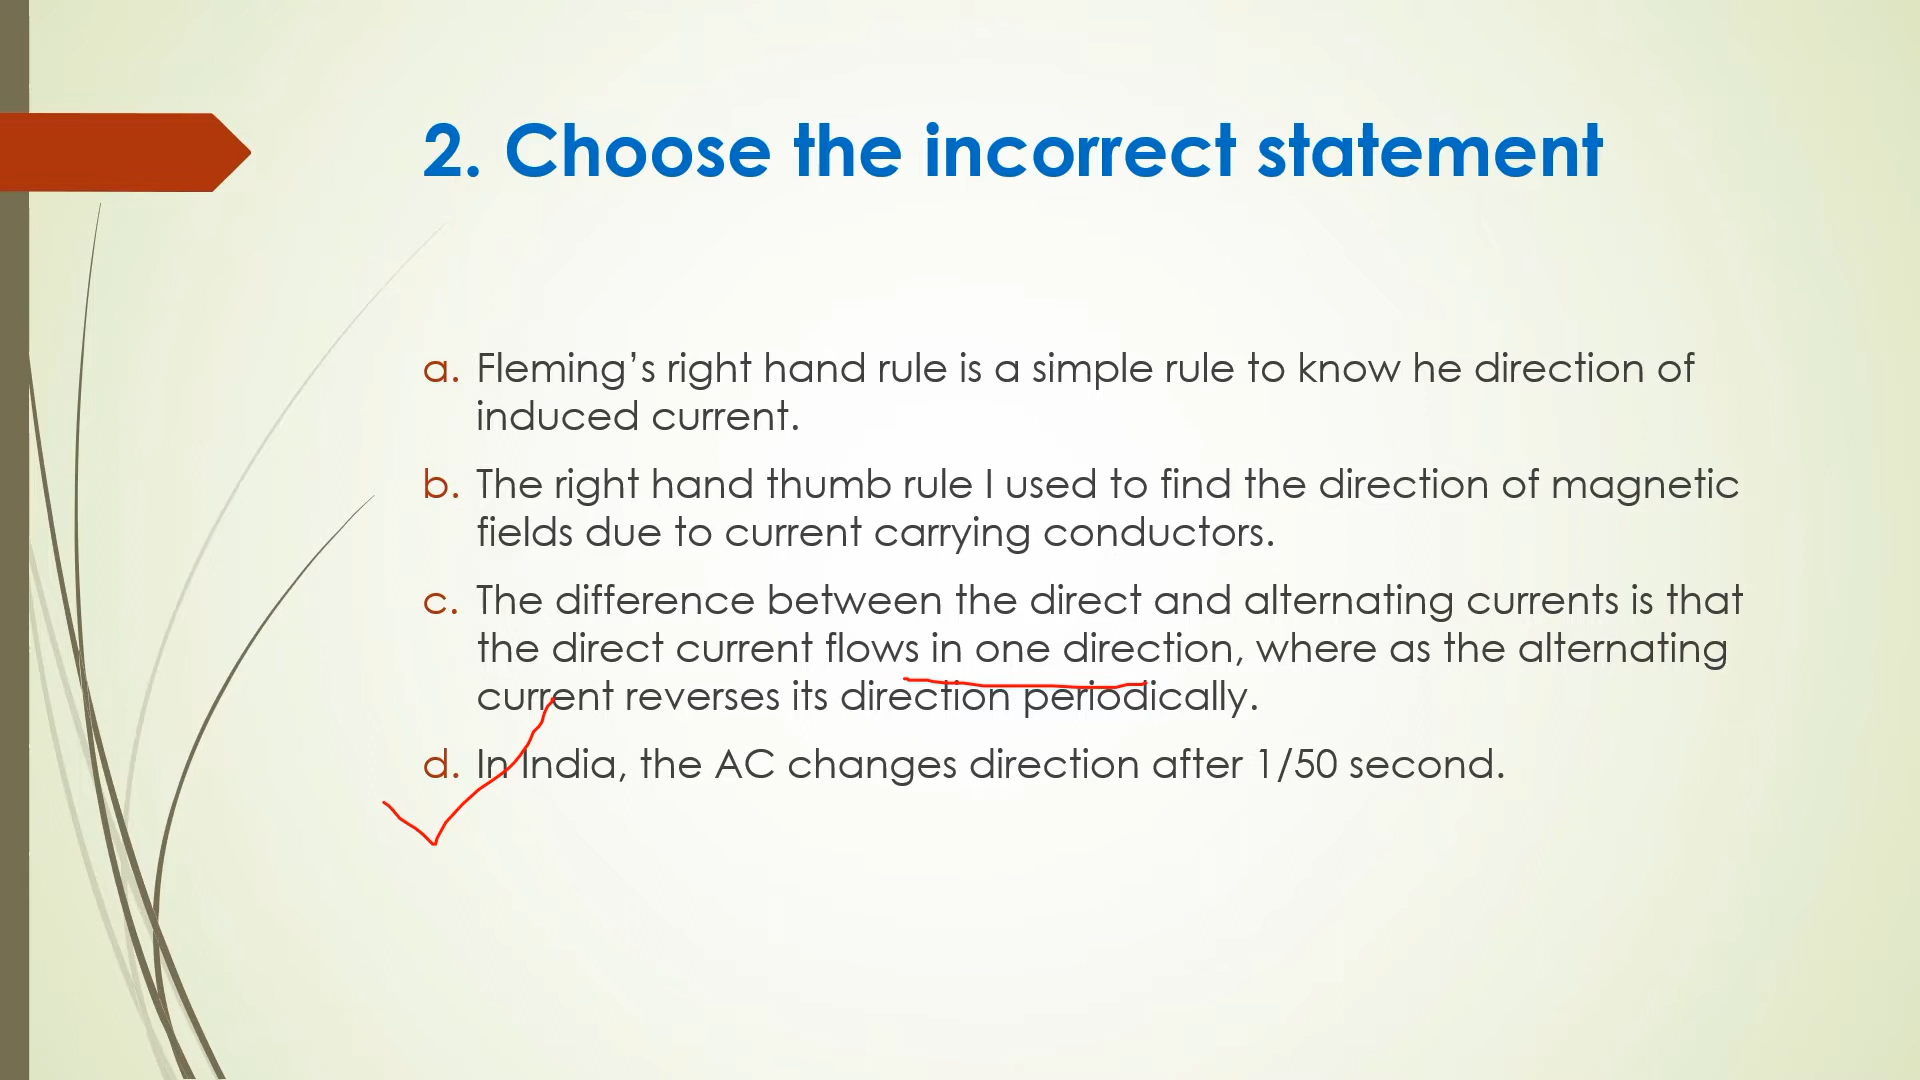 2. Choose the incorrect statement
a. Fleming’s right hand rule is a simple rule to know he direction of
induced current.
b. The right hand thumb rule I used to find the direction of magnetic
fields due to current carrying conductors.
c. The difference between the direct and alternating currents is that
the direct current flows in one direction, where as the alternating
current reverses its direction periodically.
d. In India, the AC changes direction after 1/50 second.